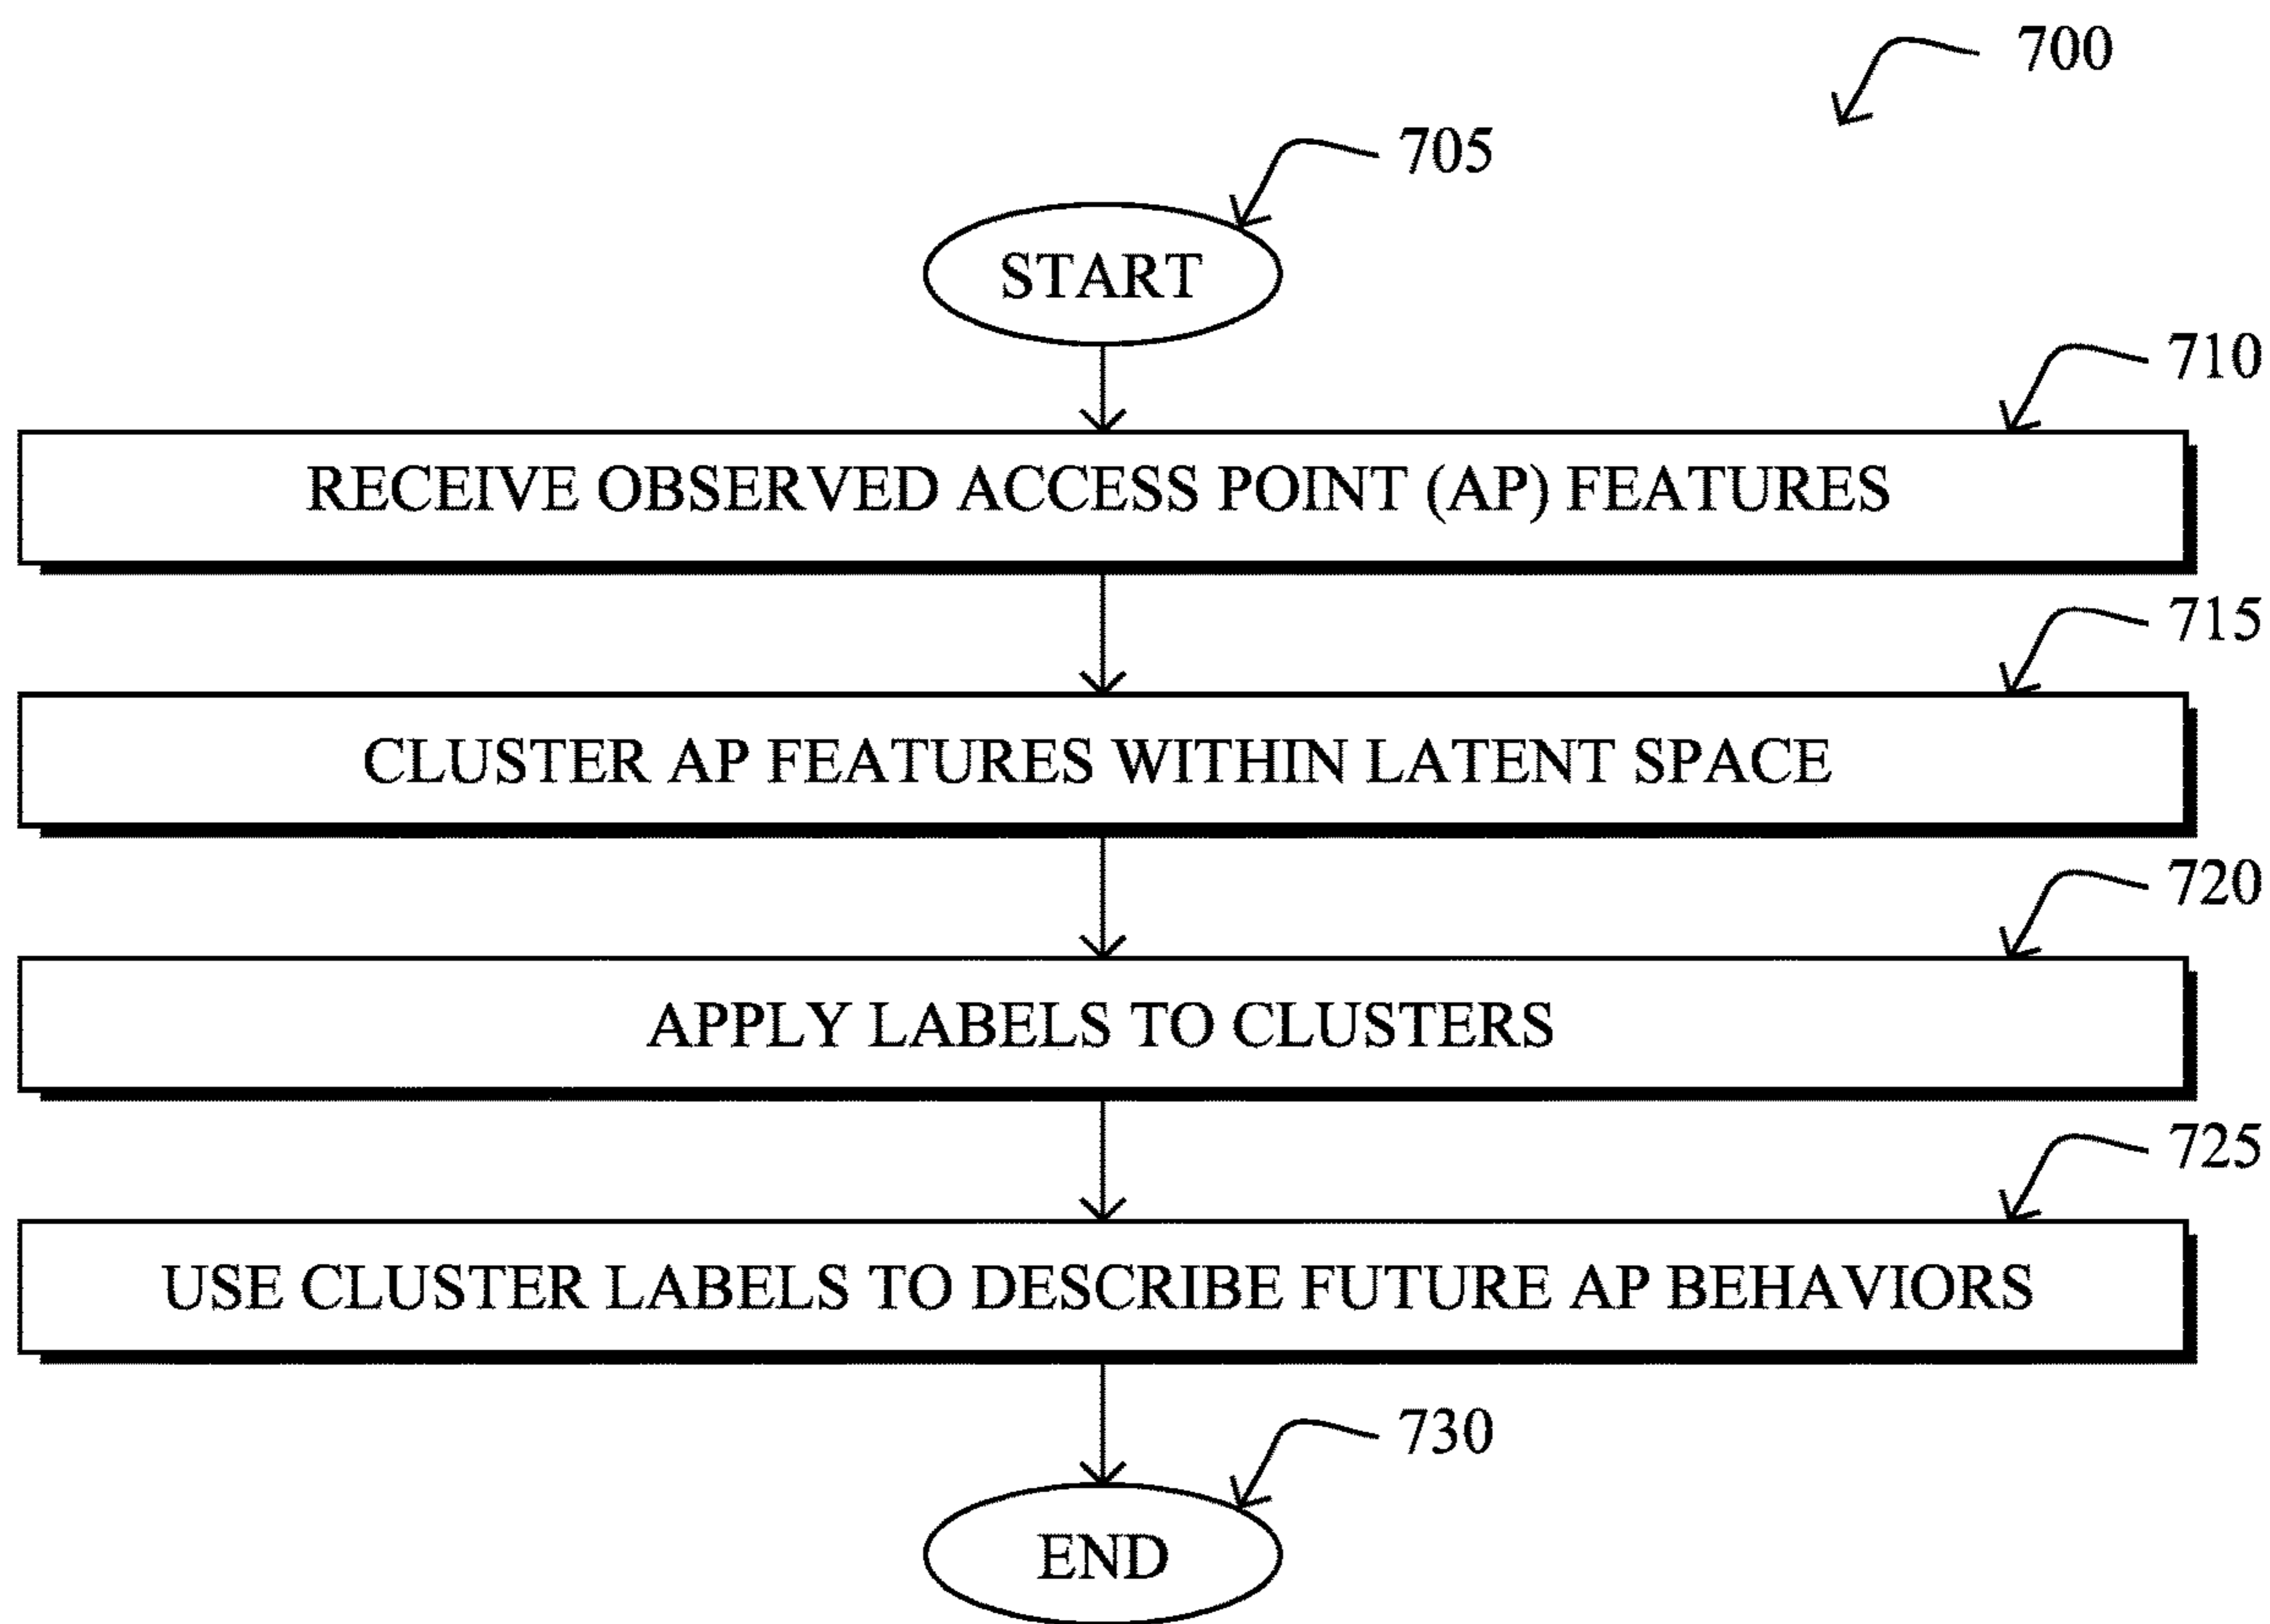 700
705
START
710
RECEIVE OBSERVED ACCESS POINT (AP) FEATURES
715
CLUSTER AP FEATURES WITHIN LATENT SPACE
720
APPLY LABELS TO CLUSTERS
725
USE CLUSTER LABELS TO DESCRIBE FUTURE AP BEHAVIORS
730
END